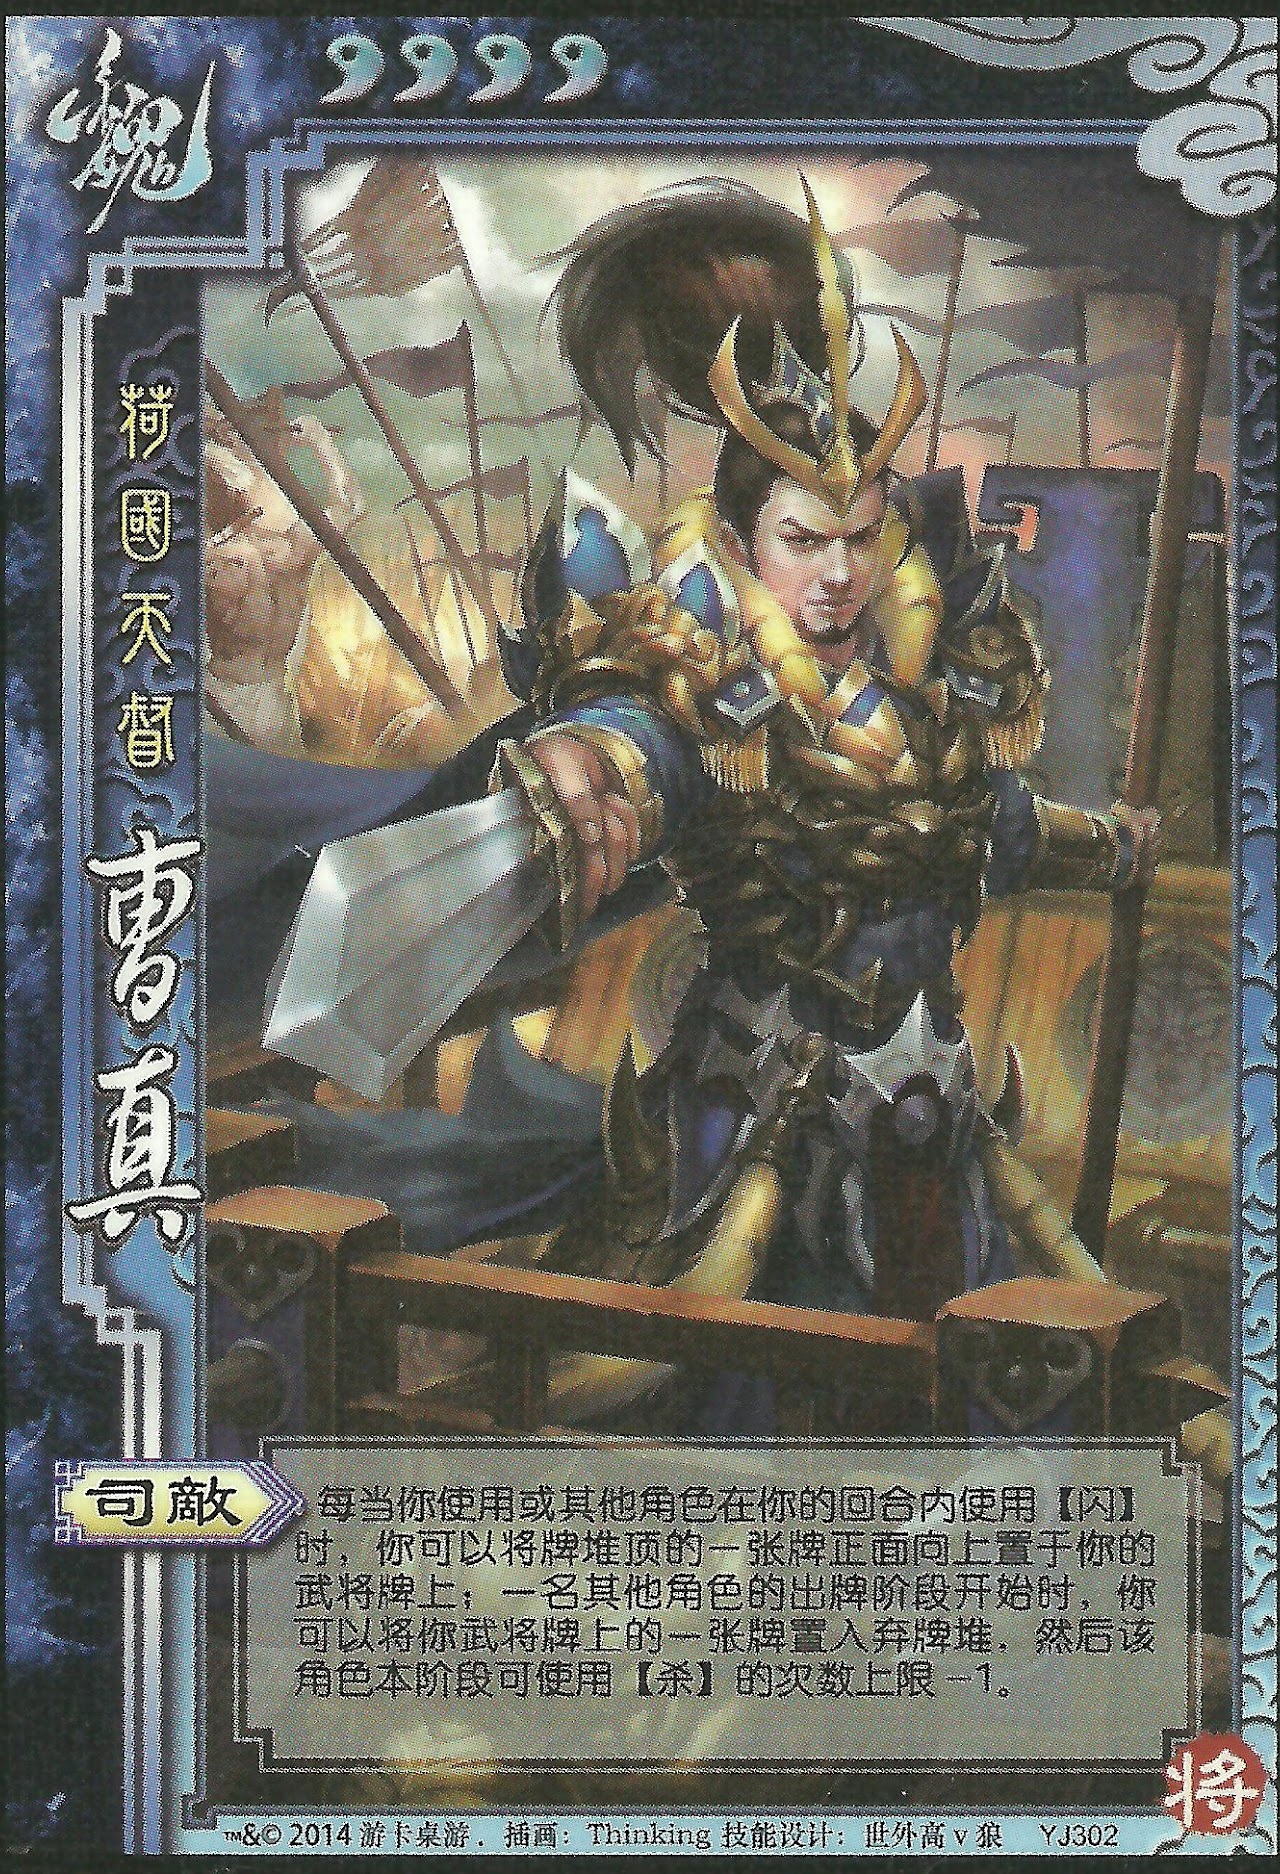 魏
荷國天督
曹真
司敵
每当你使用或其他角色在你的回合内使用【闪】
时，你可以将牌堆顶的一张牌正面向上置于你的
武将牌上；一名其他角色的出牌阶段开始时，你
可以将你武将牌上的一张牌置入弃牌堆，然后该
角色本阶段可使用【杀】的次数上限-1。
将
™&© 2014 游卡桌游．插画：Thinking 技能设计：世外高v狼 YJ302